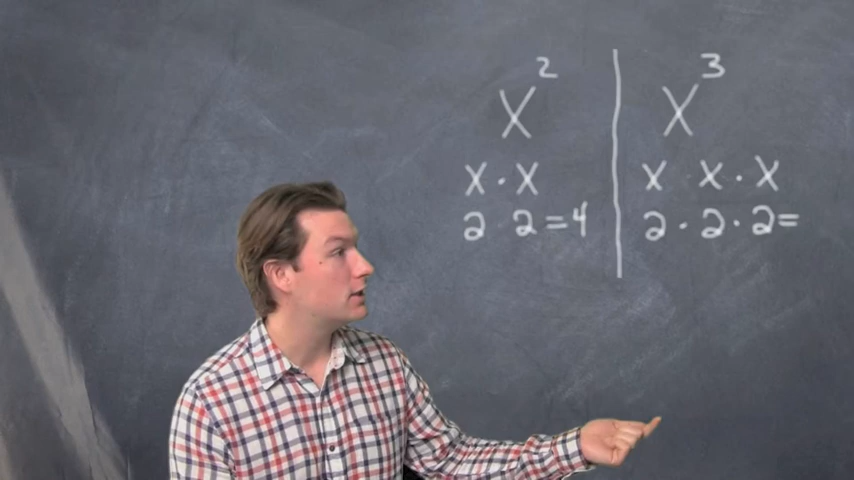 x²
x · x
2 · 2 = 4
x³
x x · x
2 · 2 · 2 =